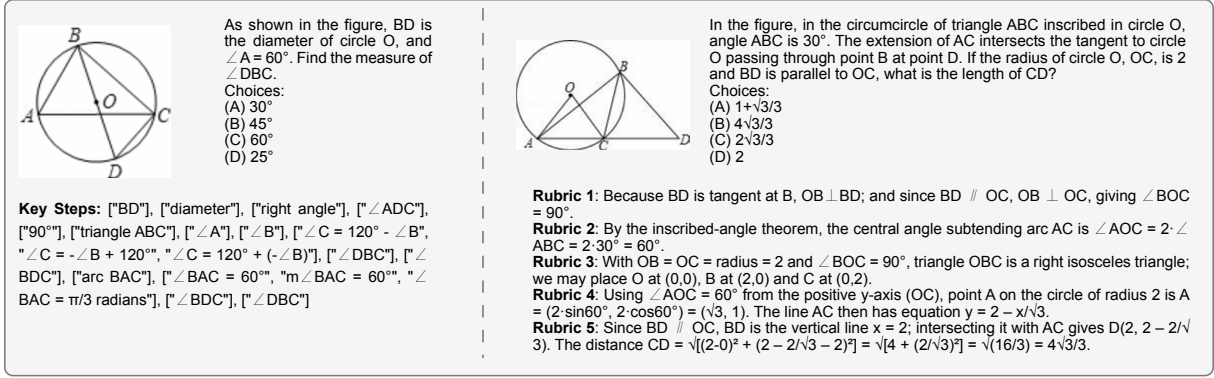 B
O
A
C
D
As shown in the figure, BD is
the diameter of circle O, and
∠A = 60°. Find the measure of
∠DBC.
Choices:
(A) 30°
(B) 45°
(C) 60°
(D) 25°
Key Steps: ["BD"], ["diameter"], ["right angle"], ["∠ADC"],
["90°"], ["triangle ABC"], ["∠A"], ["∠B"], ["∠C = 120° - ∠B",
"∠C = -∠B + 120°", "∠C = 120° + (-∠B)"], ["∠DBC"], ["∠
BDC"], ["arc BAC"], ["∠BAC = 60°", "m∠BAC = 60°", "∠
BAC = π/3 radians"], ["∠BDC"], ["∠DBC"]
B
O
A
C
D
In the figure, in the circumcircle of triangle ABC inscribed in circle O,
angle ABC is 30°. The extension of AC intersects the tangent to circle
O passing through point B at point D. If the radius of circle O, OC, is 2
and BD is parallel to OC, what is the length of CD?
Choices:
(A) 1+√3/3
(B) 4√3/3
(C) 2√3/3
(D) 2
Rubric 1: Because BD is tangent at B, OB⊥BD; and since BD ∥ OC, OB ⊥ OC, giving ∠BOC
= 90°.
Rubric 2: By the inscribed-angle theorem, the central angle subtending arc AC is ∠AOC = 2·∠
ABC = 2·30° = 60°.
Rubric 3: With OB = OC = radius = 2 and ∠BOC = 90°, triangle OBC is a right isosceles triangle;
we may place O at (0,0), B at (2,0) and C at (0,2).
Rubric 4: Using ∠AOC = 60° from the positive y-axis (OC), point A on the circle of radius 2 is A
= (2·sin60°, 2·cos60°) = (√3, 1). The line AC then has equation y = 2 – x/√3.
Rubric 5: Since BD ∥ OC, BD is the vertical line x = 2; intersecting it with AC gives D(2, 2 – 2/√
3). The distance CD = √[(2-0)² + (2 – 2/√3 – 2)²] = √[4 + (2/√3)²] = √(16/3) = 4√3/3.